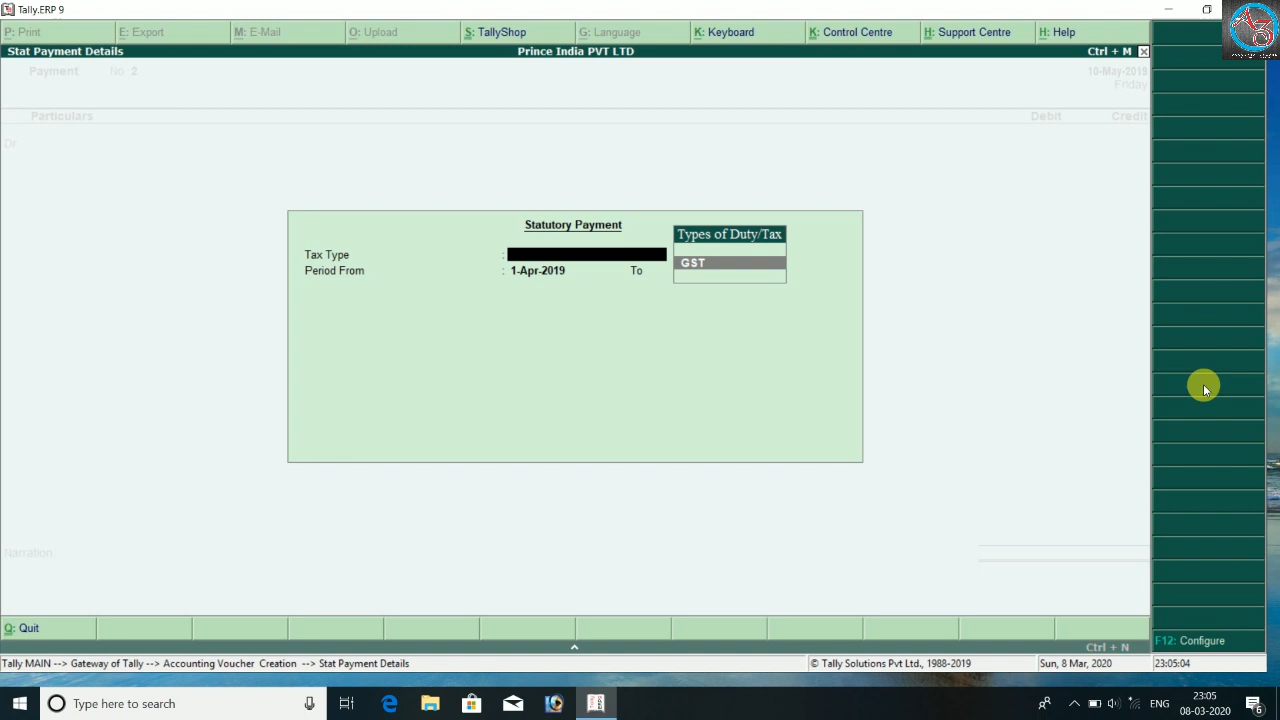 Tally.ERP 9
P: Print E: Export M: E-Mail O: Upload S: TallyShop G: Language K: Keyboard K: Control Centre H: Support Centre H: Help
Stat Payment Details Prince India PVT LTD Ctrl + M
Payment No. 2 10-May-2019
Friday
Particulars Debit Credit
Dr
Statutory Payment
Types of Duty/Tax
Tax Type :
GST
Period From : 1-Apr-2019 To
Narration:
Q: Quit
F12: Configure
Ctrl + N
Tally MAIN --> Gateway of Tally --> Accounting Voucher Creation --> Stat Payment Details © Tally Solutions Pvt Ltd., 1988-2019 Sun, 8 Mar, 2020 23:05:04
Type here to search ENG 23:05
08-03-2020 6